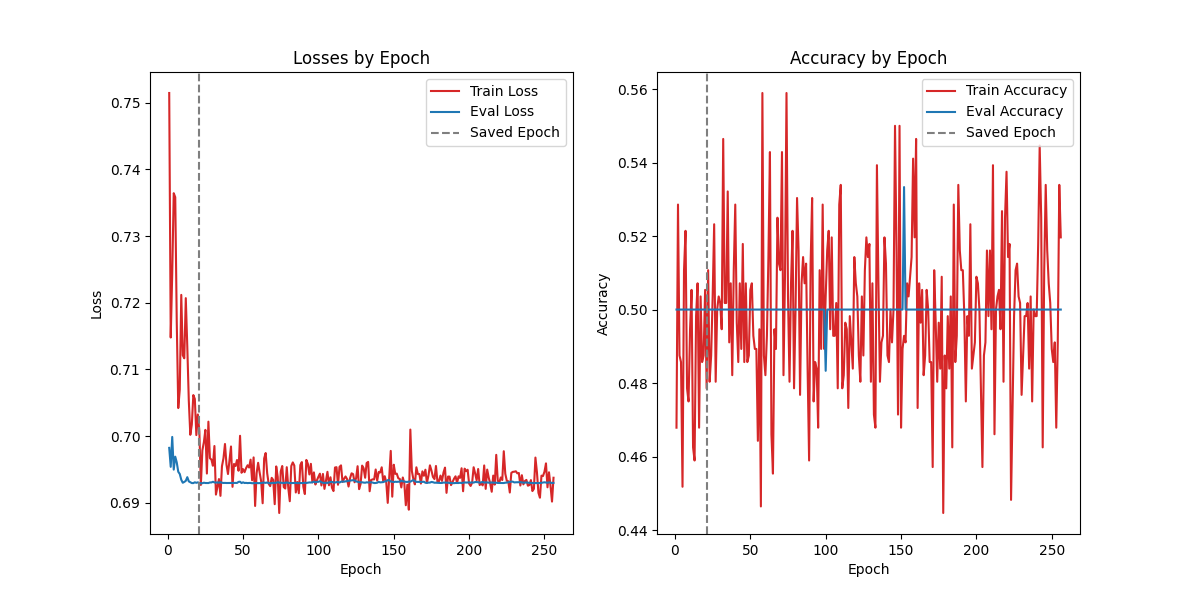 Losses by Epoch
0.75
0.74
0.73
0.72
0.71
0.70
0.69
Loss
0
50
100
150
200
250
Epoch
Train Loss
Eval Loss
Saved Epoch
Accuracy by Epoch
0.56
0.54
0.52
0.50
0.48
0.46
0.44
Accuracy
0
50
100
150
200
250
Epoch
Train Accuracy
Eval Accuracy
Saved Epoch